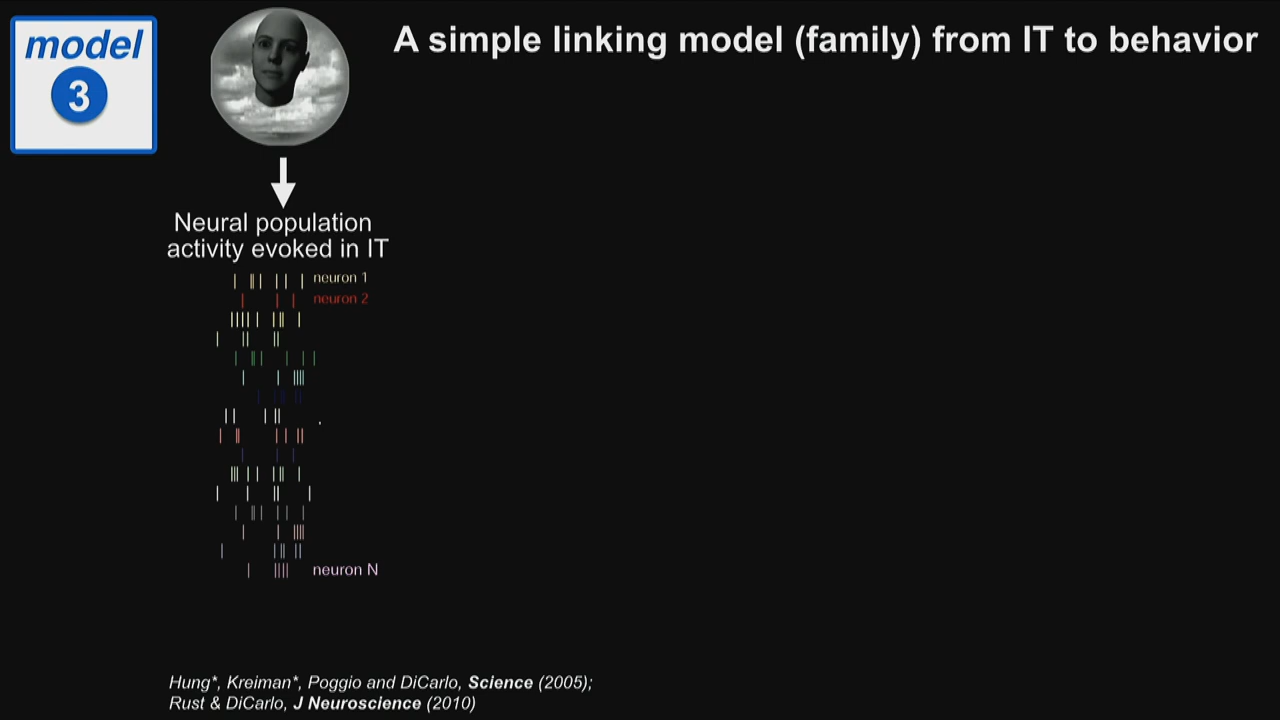 model
3
A simple linking model (family) from IT to behavior
Neural population
activity evoked in IT
neuron 1
neuron 2
neuron N
Hung*, Kreiman*, Poggio and DiCarlo, Science (2005);
Rust & DiCarlo, J Neuroscience (2010)